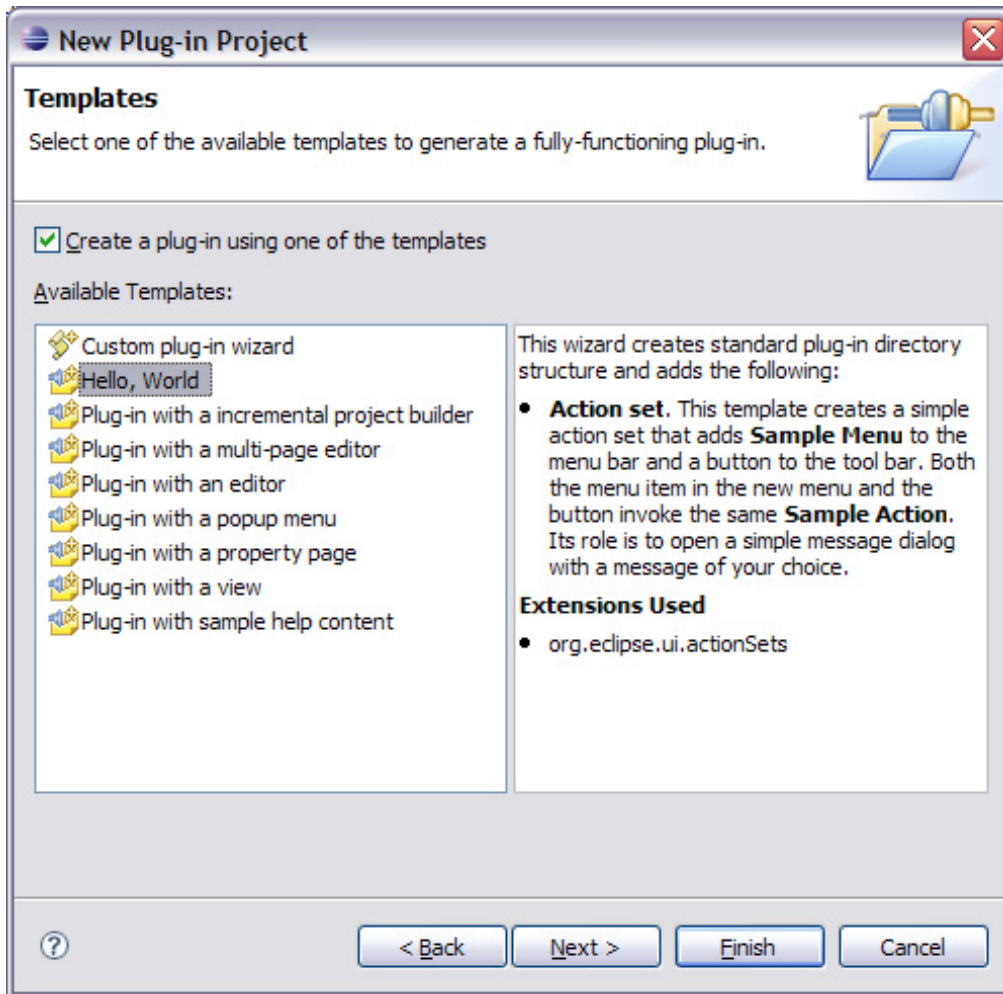 New Plug-in Project
Templates
Select one of the available templates to generate a fully-functioning plug-in.
Create a plug-in using one of the templates
Available Templates:
Custom plug-in wizard
Hello, World
Plug-in with a incremental project builder
Plug-in with a multi-page editor
Plug-in with an editor
Plug-in with a popup menu
Plug-in with a property page
Plug-in with a view
Plug-in with sample help content
This wizard creates standard plug-in directory
structure and adds the following:
• Action set. This template creates a simple
action set that adds Sample Menu to the
menu bar and a button to the tool bar. Both
the menu item in the new menu and the
button invoke the same Sample Action.
Its role is to open a simple message dialog
with a message of your choice.
Extensions Used
• org.eclipse.ui.actionSets
?
< Back
Next >
Finish
Cancel